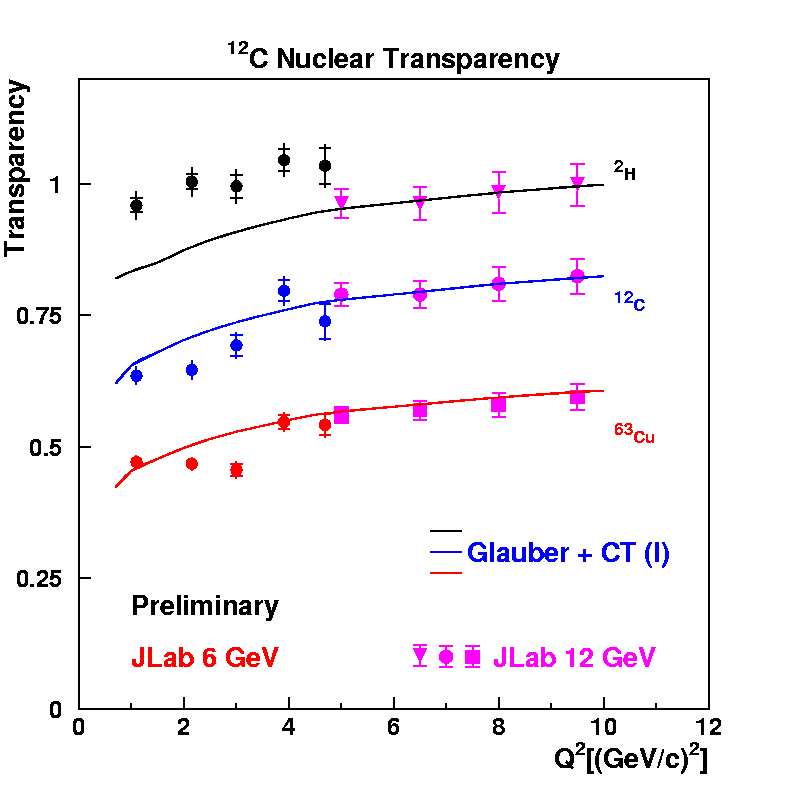 ¹²C Nuclear Transparency
Transparency
1
0.75
0.5
0.25
0
²H
¹²C
⁶³Cu
Glauber + CT (I)
Preliminary
JLab 6 GeV
JLab 12 GeV
0 2 4 6 8 10 12
Q²[(GeV/c)²]